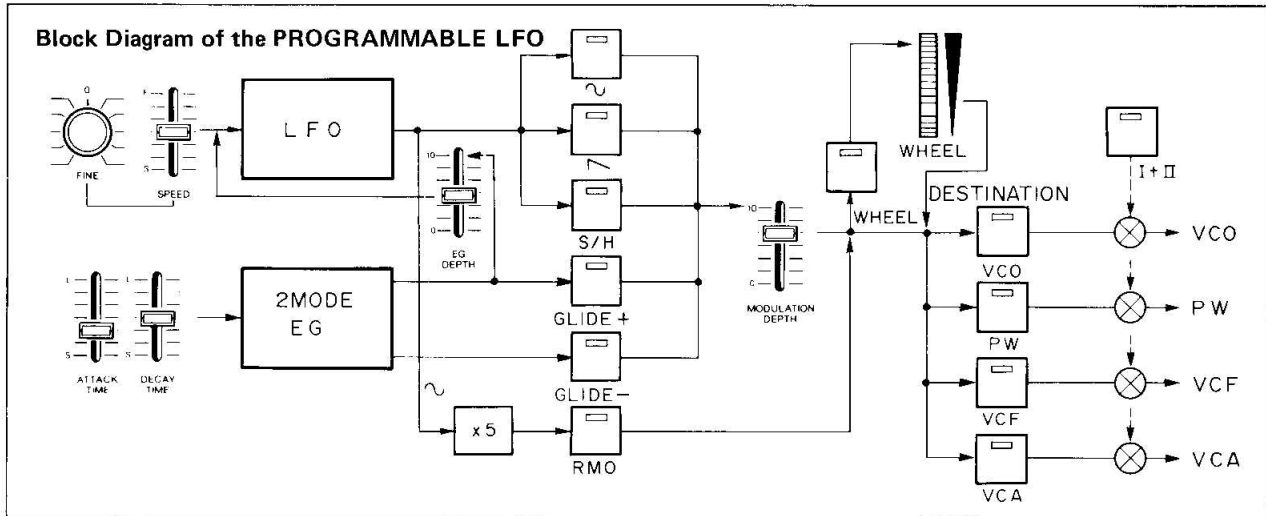 Block Diagram of the PROGRAMMABLE LFO
0
FINE
F
S
SPEED
LFO
10
0
EG
DEPTH
∿
S/H
GLIDE+
GLIDE−
RMO
L
S
ATTACK
TIME
L
S
DECAY
TIME
2MODE
EG
∿
x5
10
0
MODULATION
DEPTH
WHEEL
WHEEL
DESTINATION
VCO
PW
VCF
VCA
I+II
VCO
PW
VCF
VCA